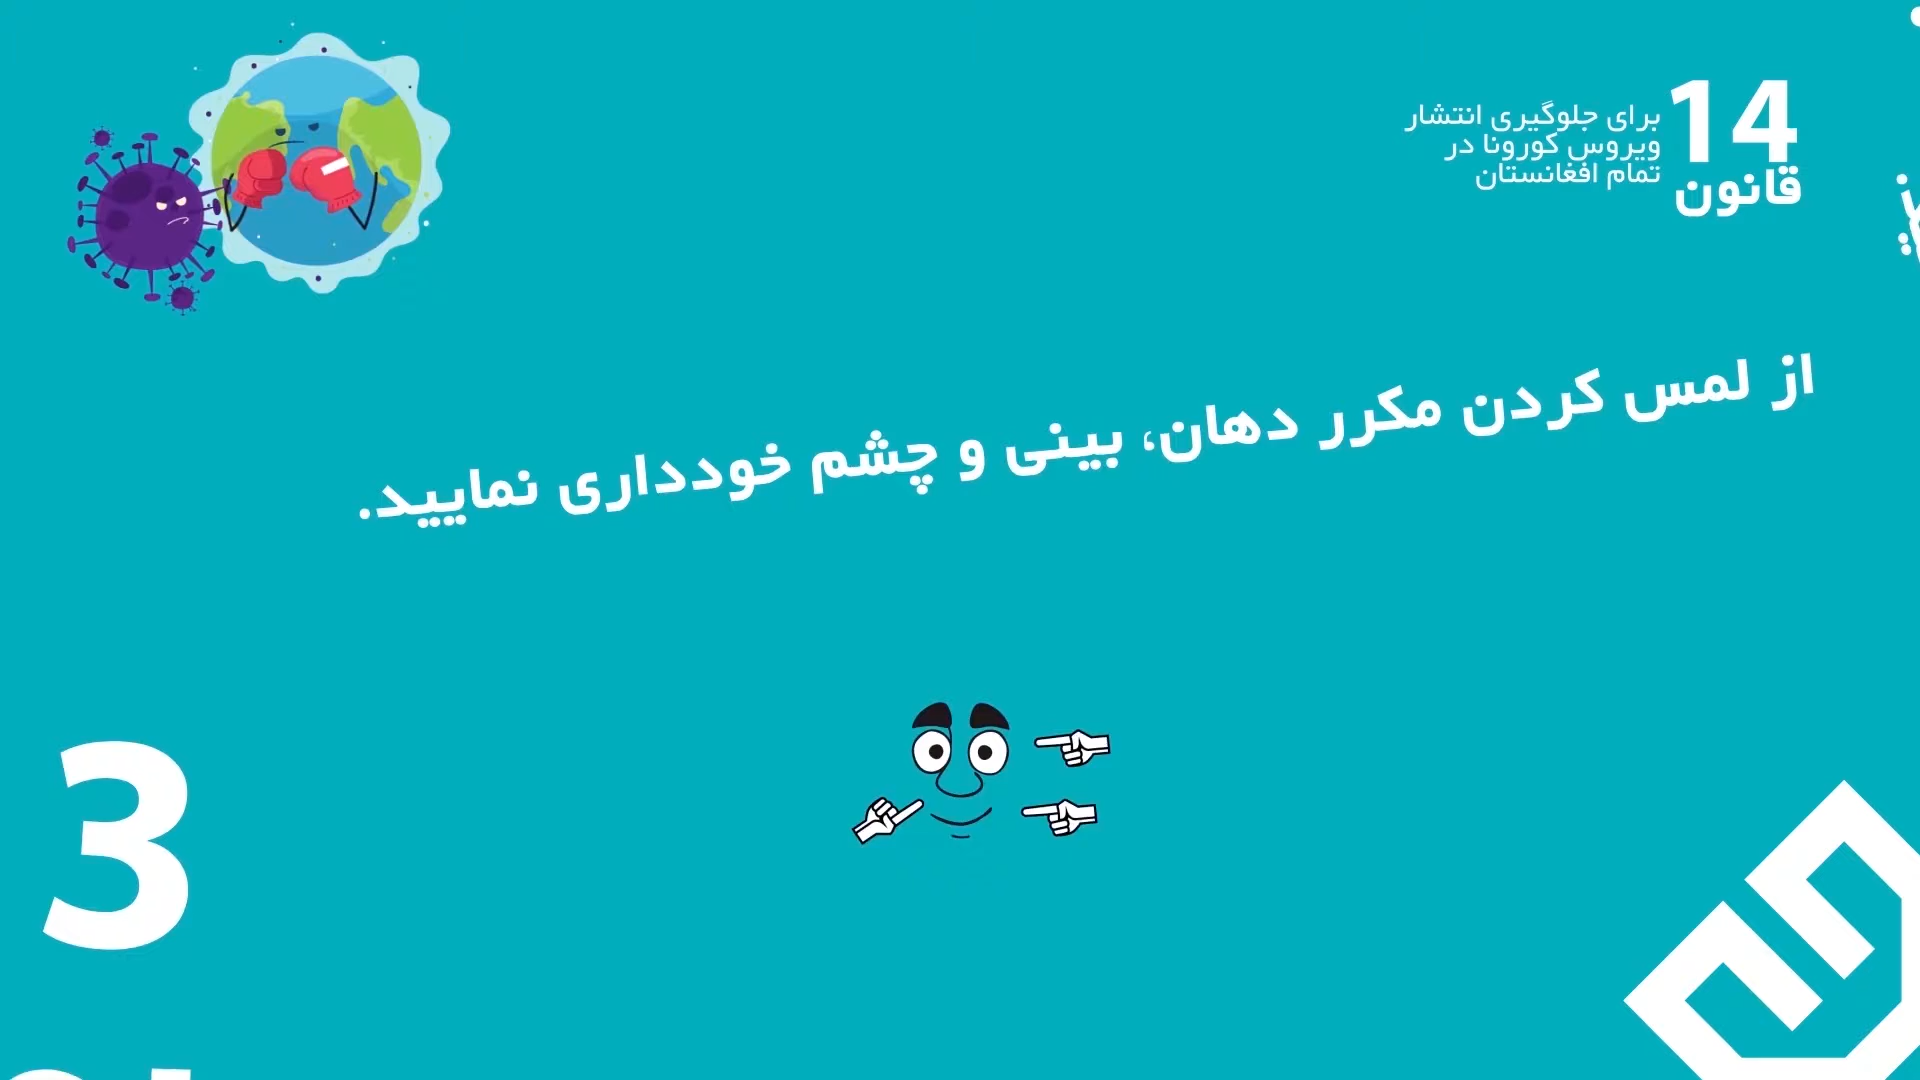 14
قانون
برای جلوگیری انتشار
ویروس کورونا در
تمام افغانستان
از لمس کردن مکرر دهان، بینی و چشم خودداری نمایید.
3